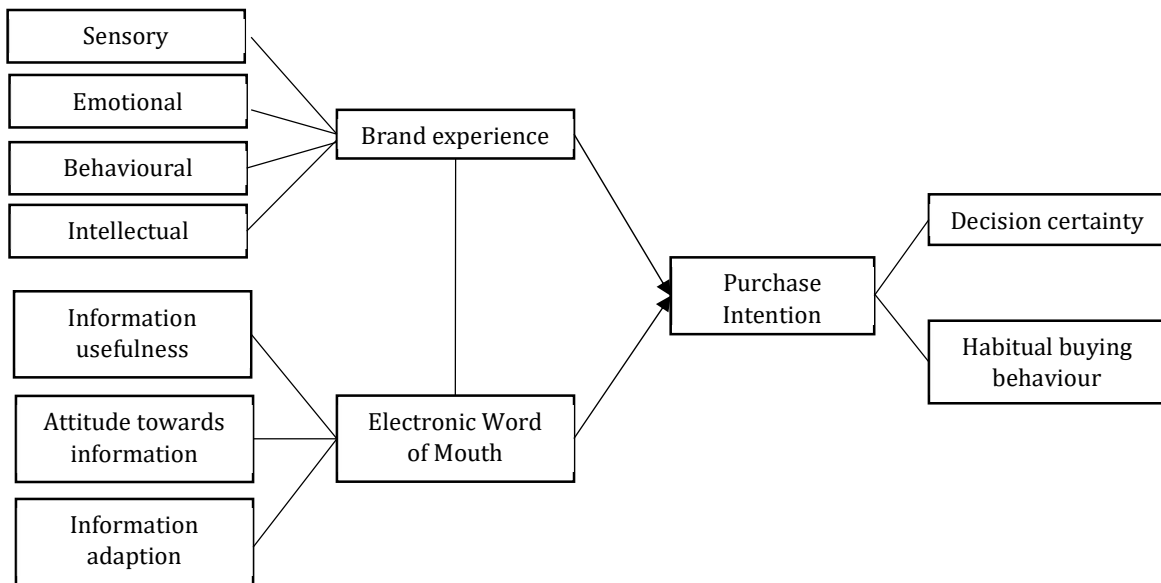 Sensory
Emotional
Behavioural
Intellectual
Information
usefulness
Attitude towards
information
Information
adaption
Brand experience
Electronic Word
of Mouth
Purchase
Intention
Decision certainty
Habitual buying
behaviour